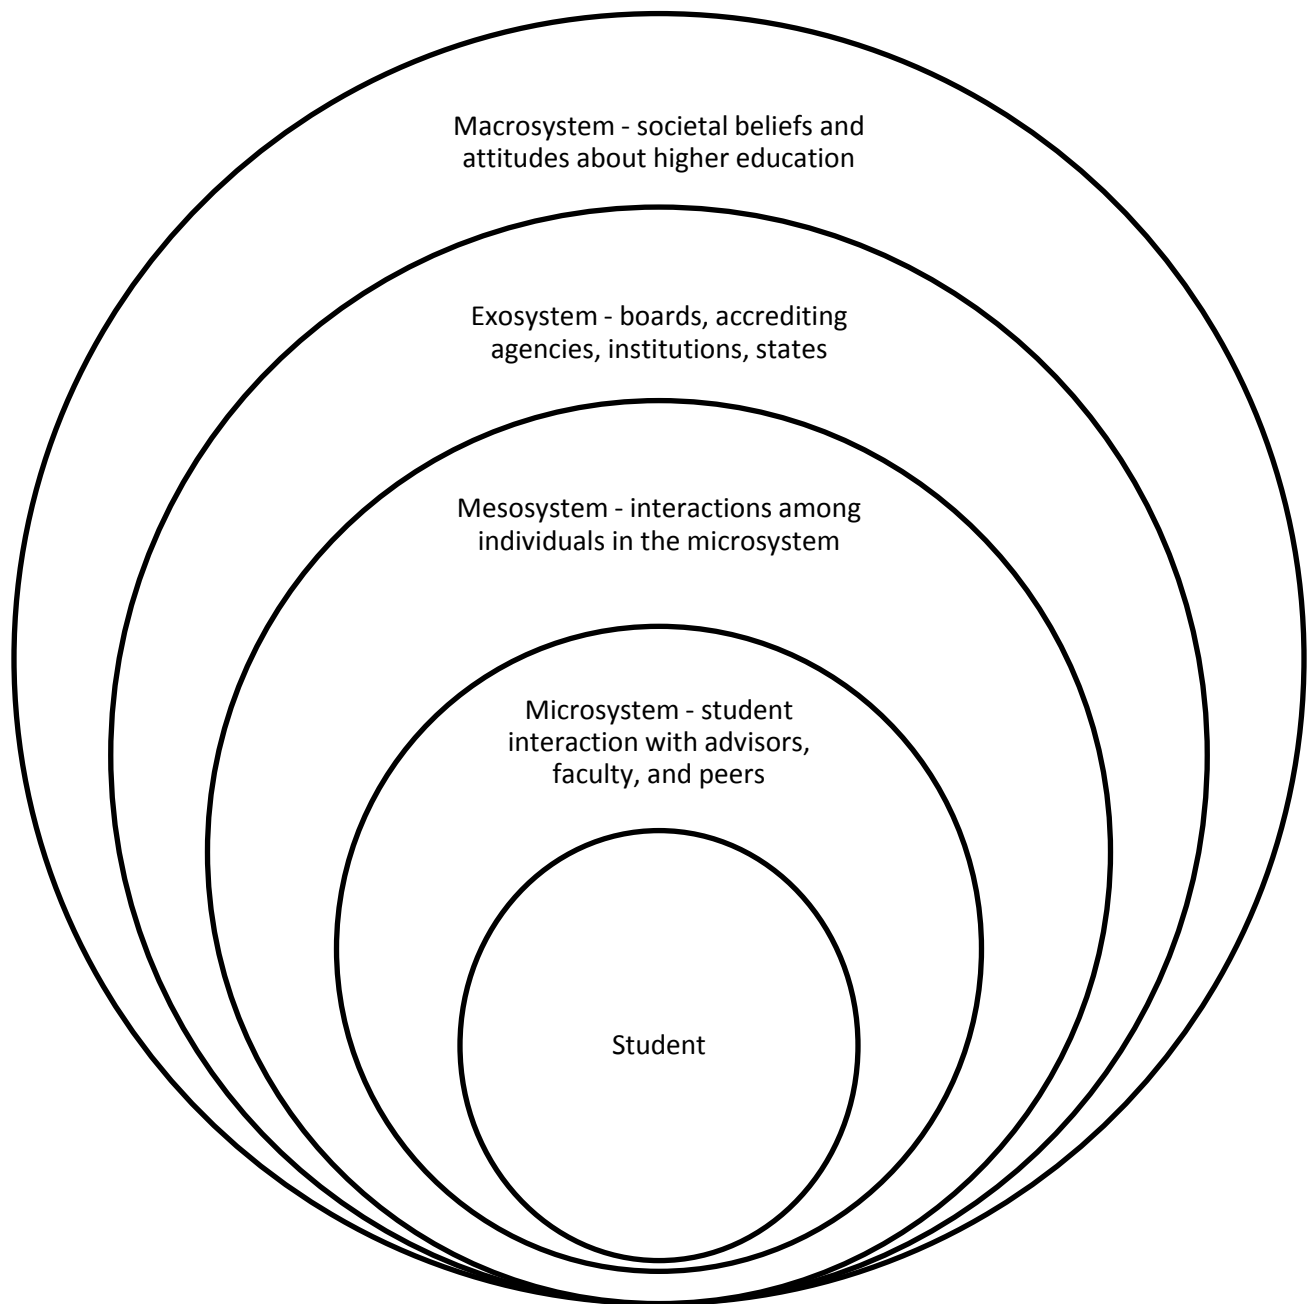 Macrosystem - societal beliefs and
attitudes about higher education
Exosystem - boards, accrediting
agencies, institutions, states
Mesosystem - interactions among
individuals in the microsystem
Microsystem - student
interaction with advisors,
faculty, and peers
Student